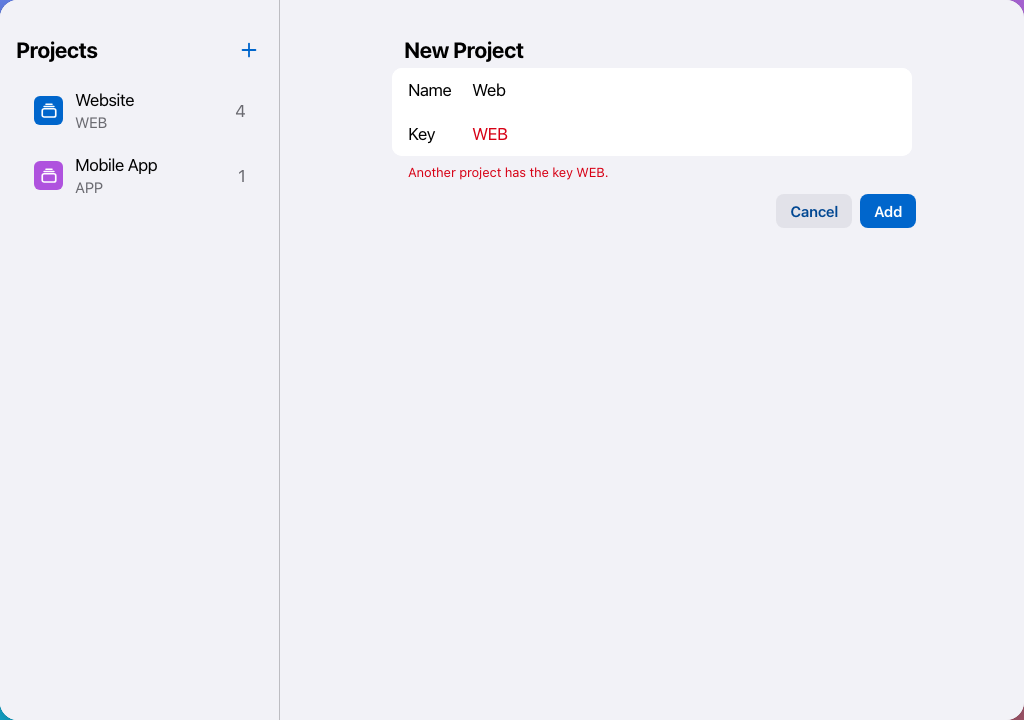 Projects
Website
WEB
4
Mobile App
APP
1
New Project
Name Web
Key WEB
Another project has the key WEB.
Cancel Add